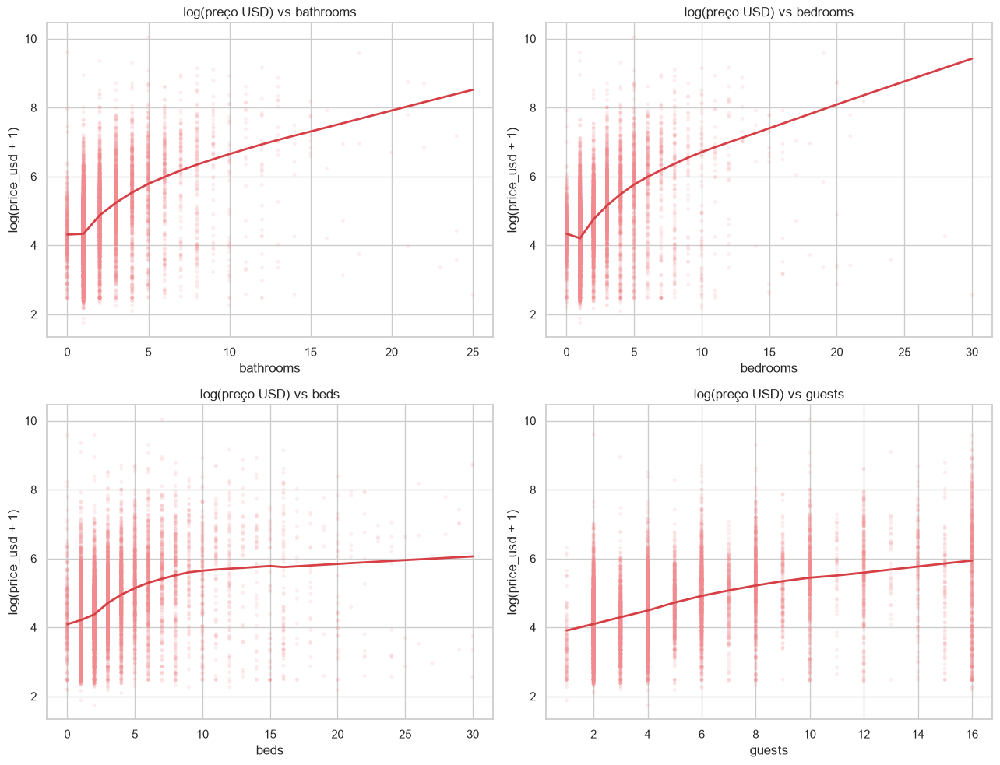 log(preço USD) vs bathrooms
log(price_usd + 1)
10
8
6
4
2
0 5 10 15 20 25
bathrooms
log(preço USD) vs bedrooms
log(price_usd + 1)
10
8
6
4
2
0 5 10 15 20 25 30
bedrooms
log(preço USD) vs beds
log(price_usd + 1)
10
8
6
4
2
0 5 10 15 20 25 30
beds
log(preço USD) vs guests
log(price_usd + 1)
10
8
6
4
2
2 4 6 8 10 12 14 16
guests